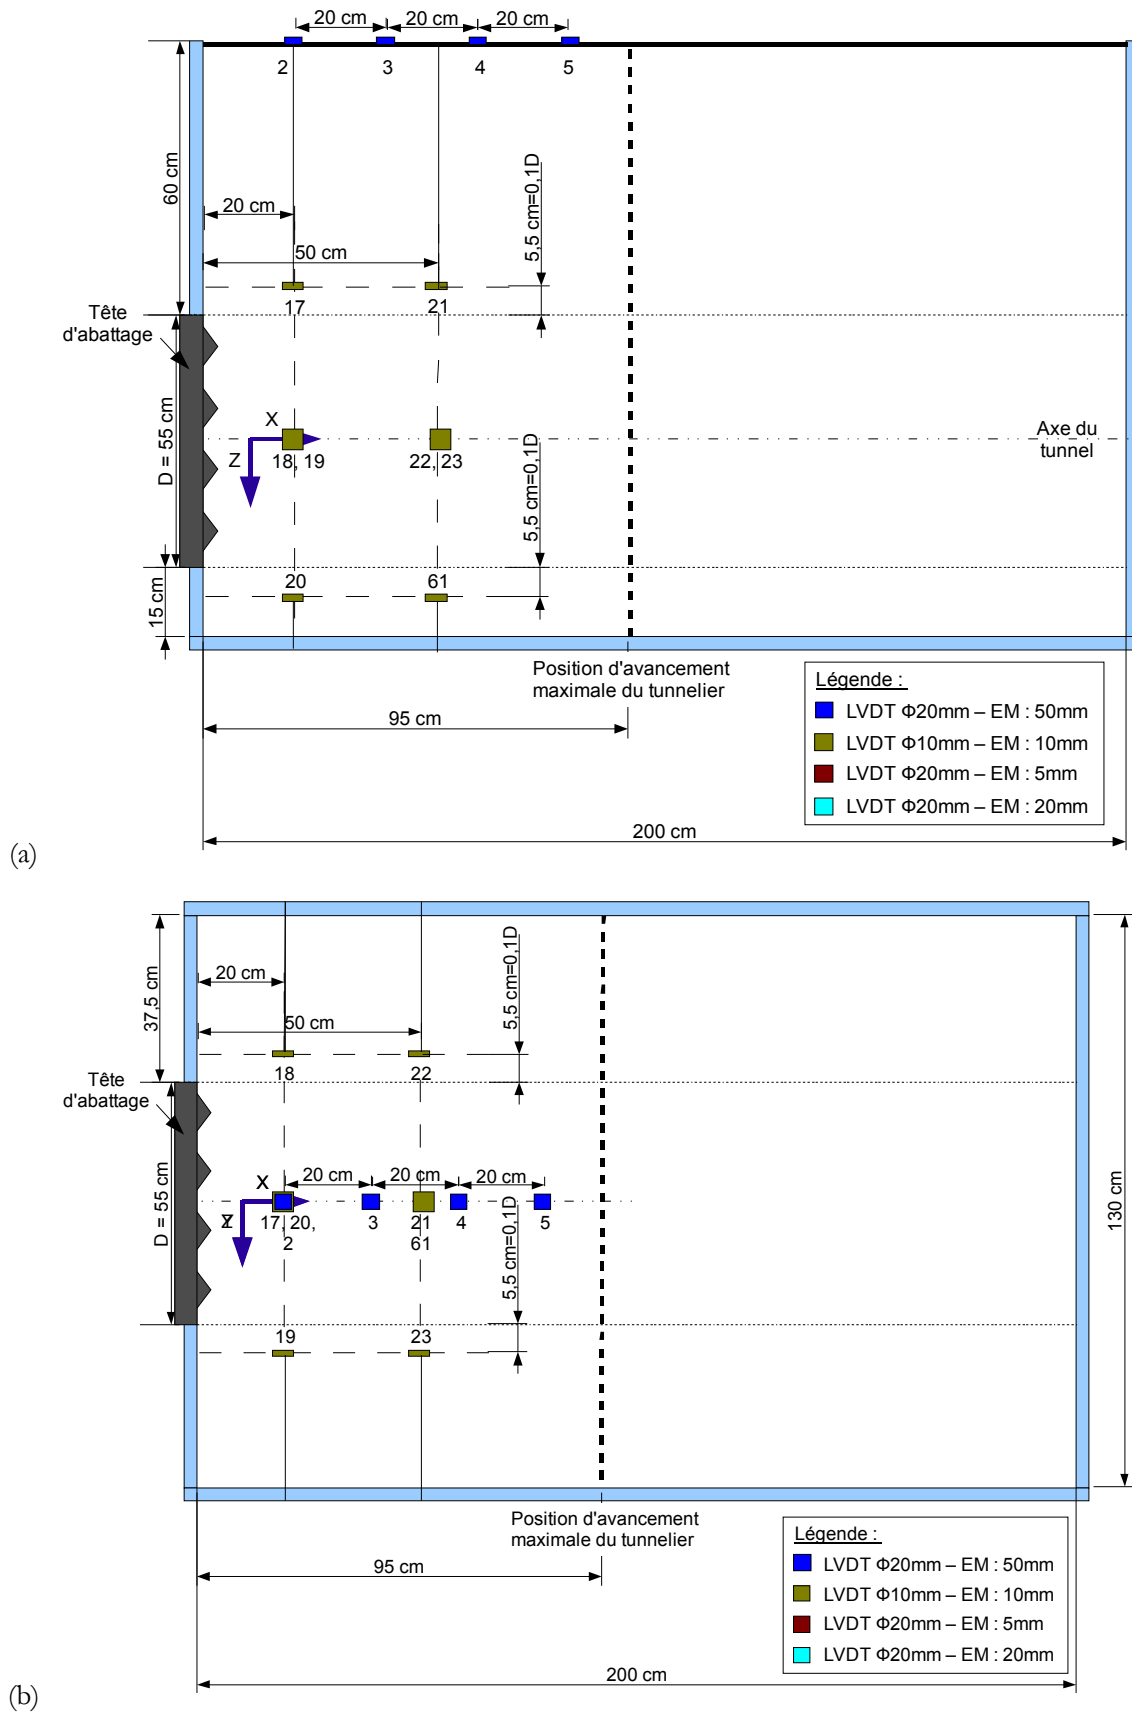 20 cm
20 cm
20 cm
2
3
4
5
60 cm
20 cm
5,5 cm=0,1D
50 cm
17
21
Tête
d'abattage
D = 55 cm
X
Z
18, 19
22, 23
Axe du
tunnel
5,5 cm=0,1D
20
61
15 cm
Position d'avancement
maximale du tunnelier
95 cm
Légende :
LVDT Φ20mm – EM : 50mm
LVDT Φ10mm – EM : 10mm
LVDT Φ20mm – EM : 5mm
LVDT Φ20mm – EM : 20mm
200 cm
(a)
37,5 cm
20 cm
5,5 cm=0,1D
50 cm
18
22
Tête
d'abattage
D = 55 cm
X
20 cm
20 cm
20 cm
Y
17, 20,
2
3
21
61
4
5
130 cm
5,5 cm=0,1D
19
23
Position d'avancement
maximale du tunnelier
95 cm
Légende :
LVDT Φ20mm – EM : 50mm
LVDT Φ10mm – EM : 10mm
LVDT Φ20mm – EM : 5mm
LVDT Φ20mm – EM : 20mm
200 cm
(b)